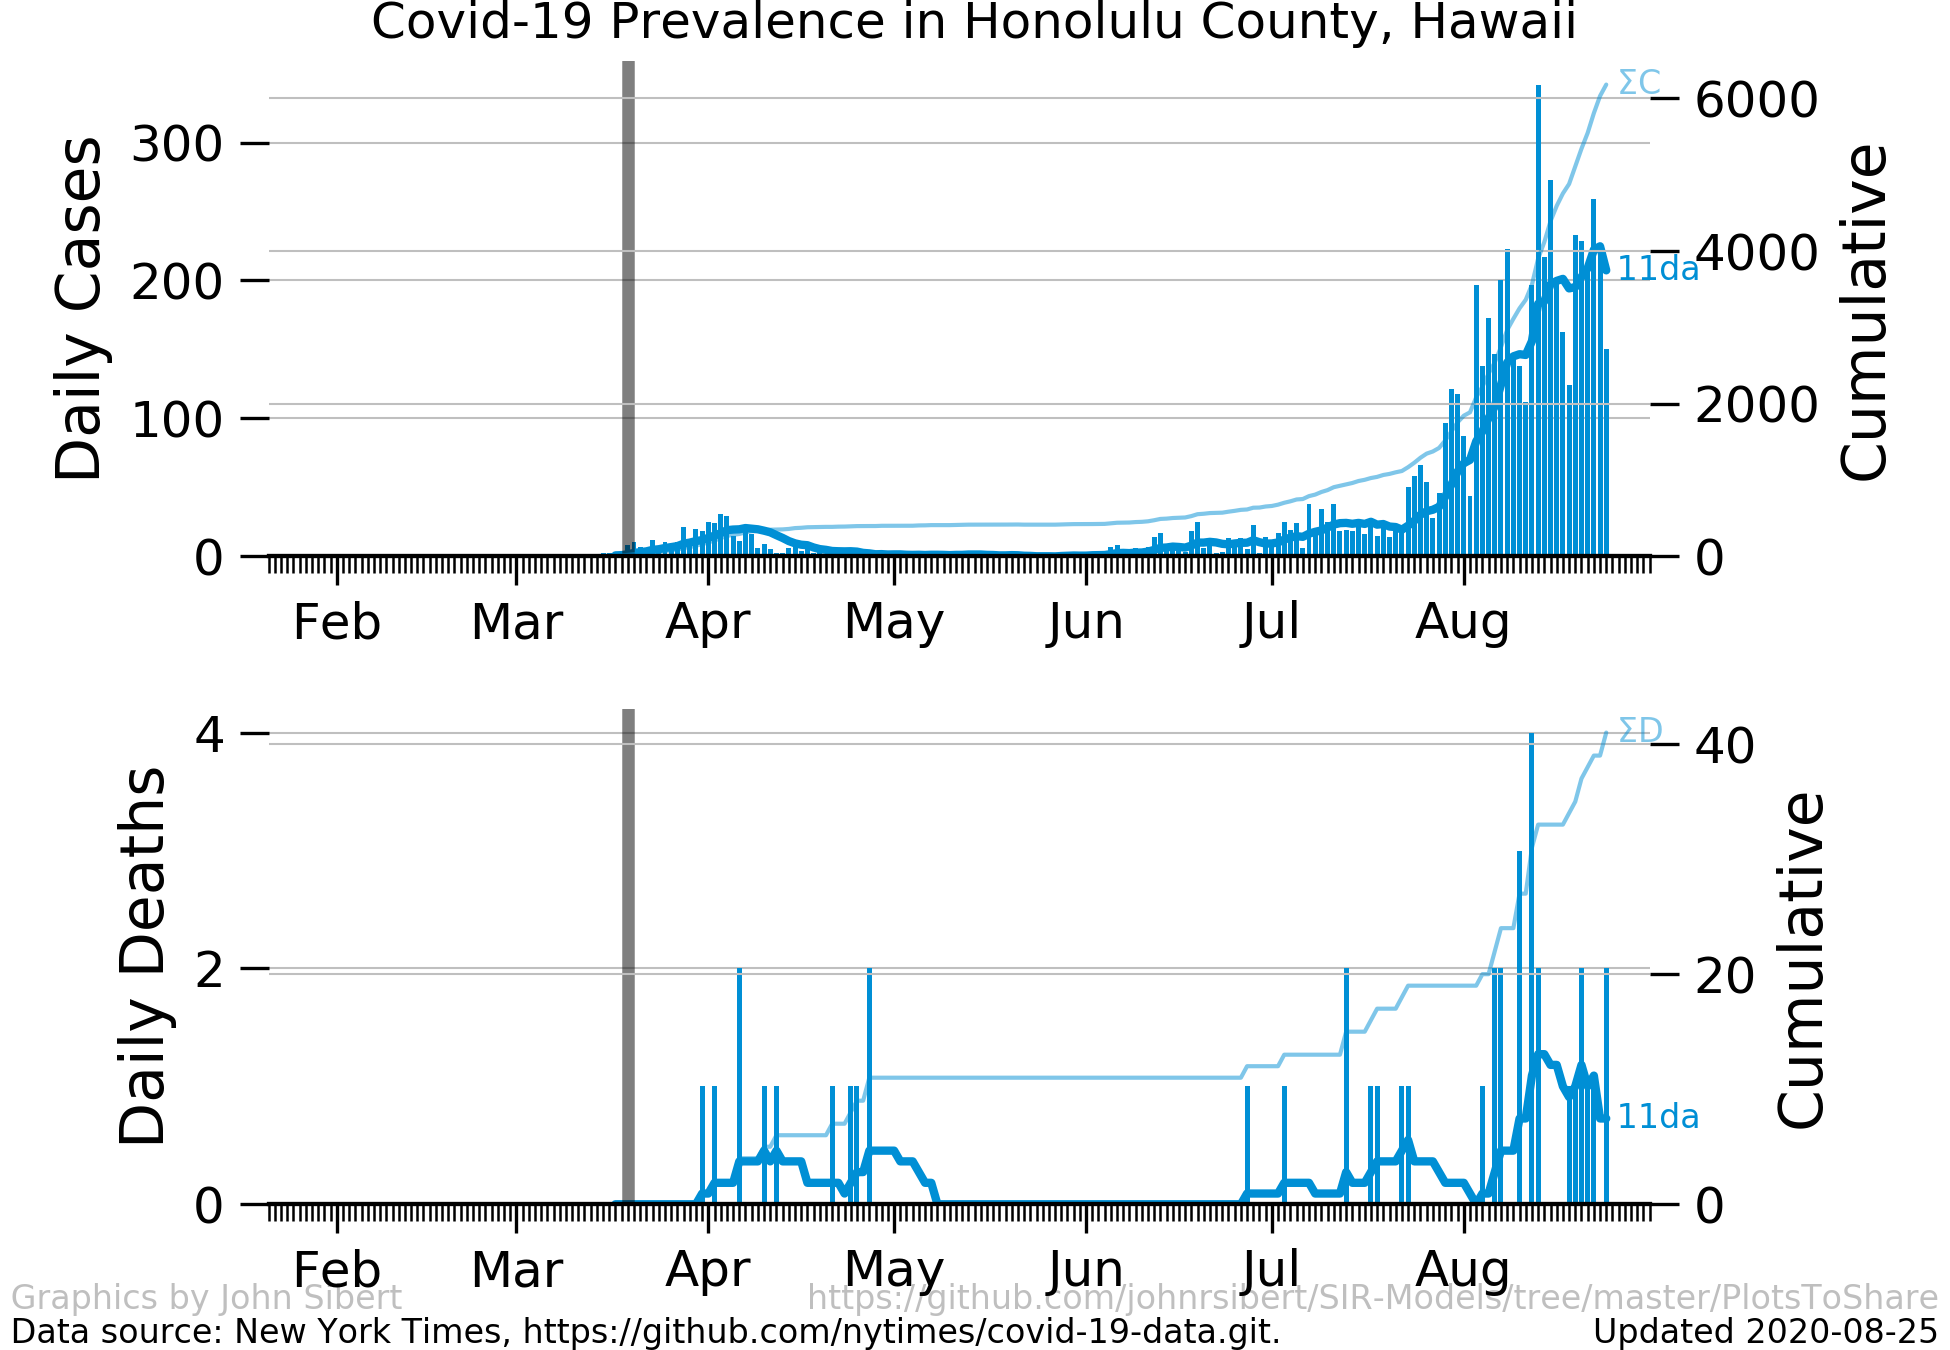 Covid-19 Prevalence in Honolulu County, Hawaii
Daily Cases
300
200
100
0
6000
4000
2000
0
Cumulative
ΣC
11da
Feb Mar Apr May Jun Jul Aug
Daily Deaths
4
2
0
40
20
0
Cumulative
ΣD
11da
Feb Mar Apr May Jun Jul Aug
Graphics by John Sibert https://github.com/johnrsibert/SIR-Models/tree/master/PlotsToShare
Data source: New York Times, https://github.com/nytimes/covid-19-data.git. Updated 2020-08-25